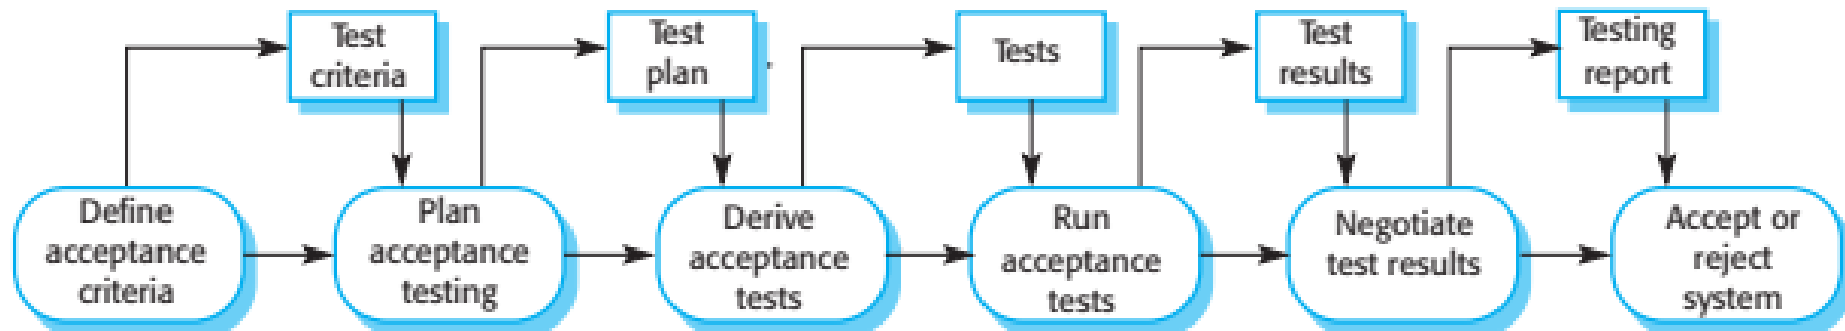 Test
criteria
Test
plan
Tests
Test
results
Testing
report
Define
acceptance
criteria
Plan
acceptance
testing
Derive
acceptance
tests
Run
acceptance
tests
Negotiate
test results
Accept or
reject
system